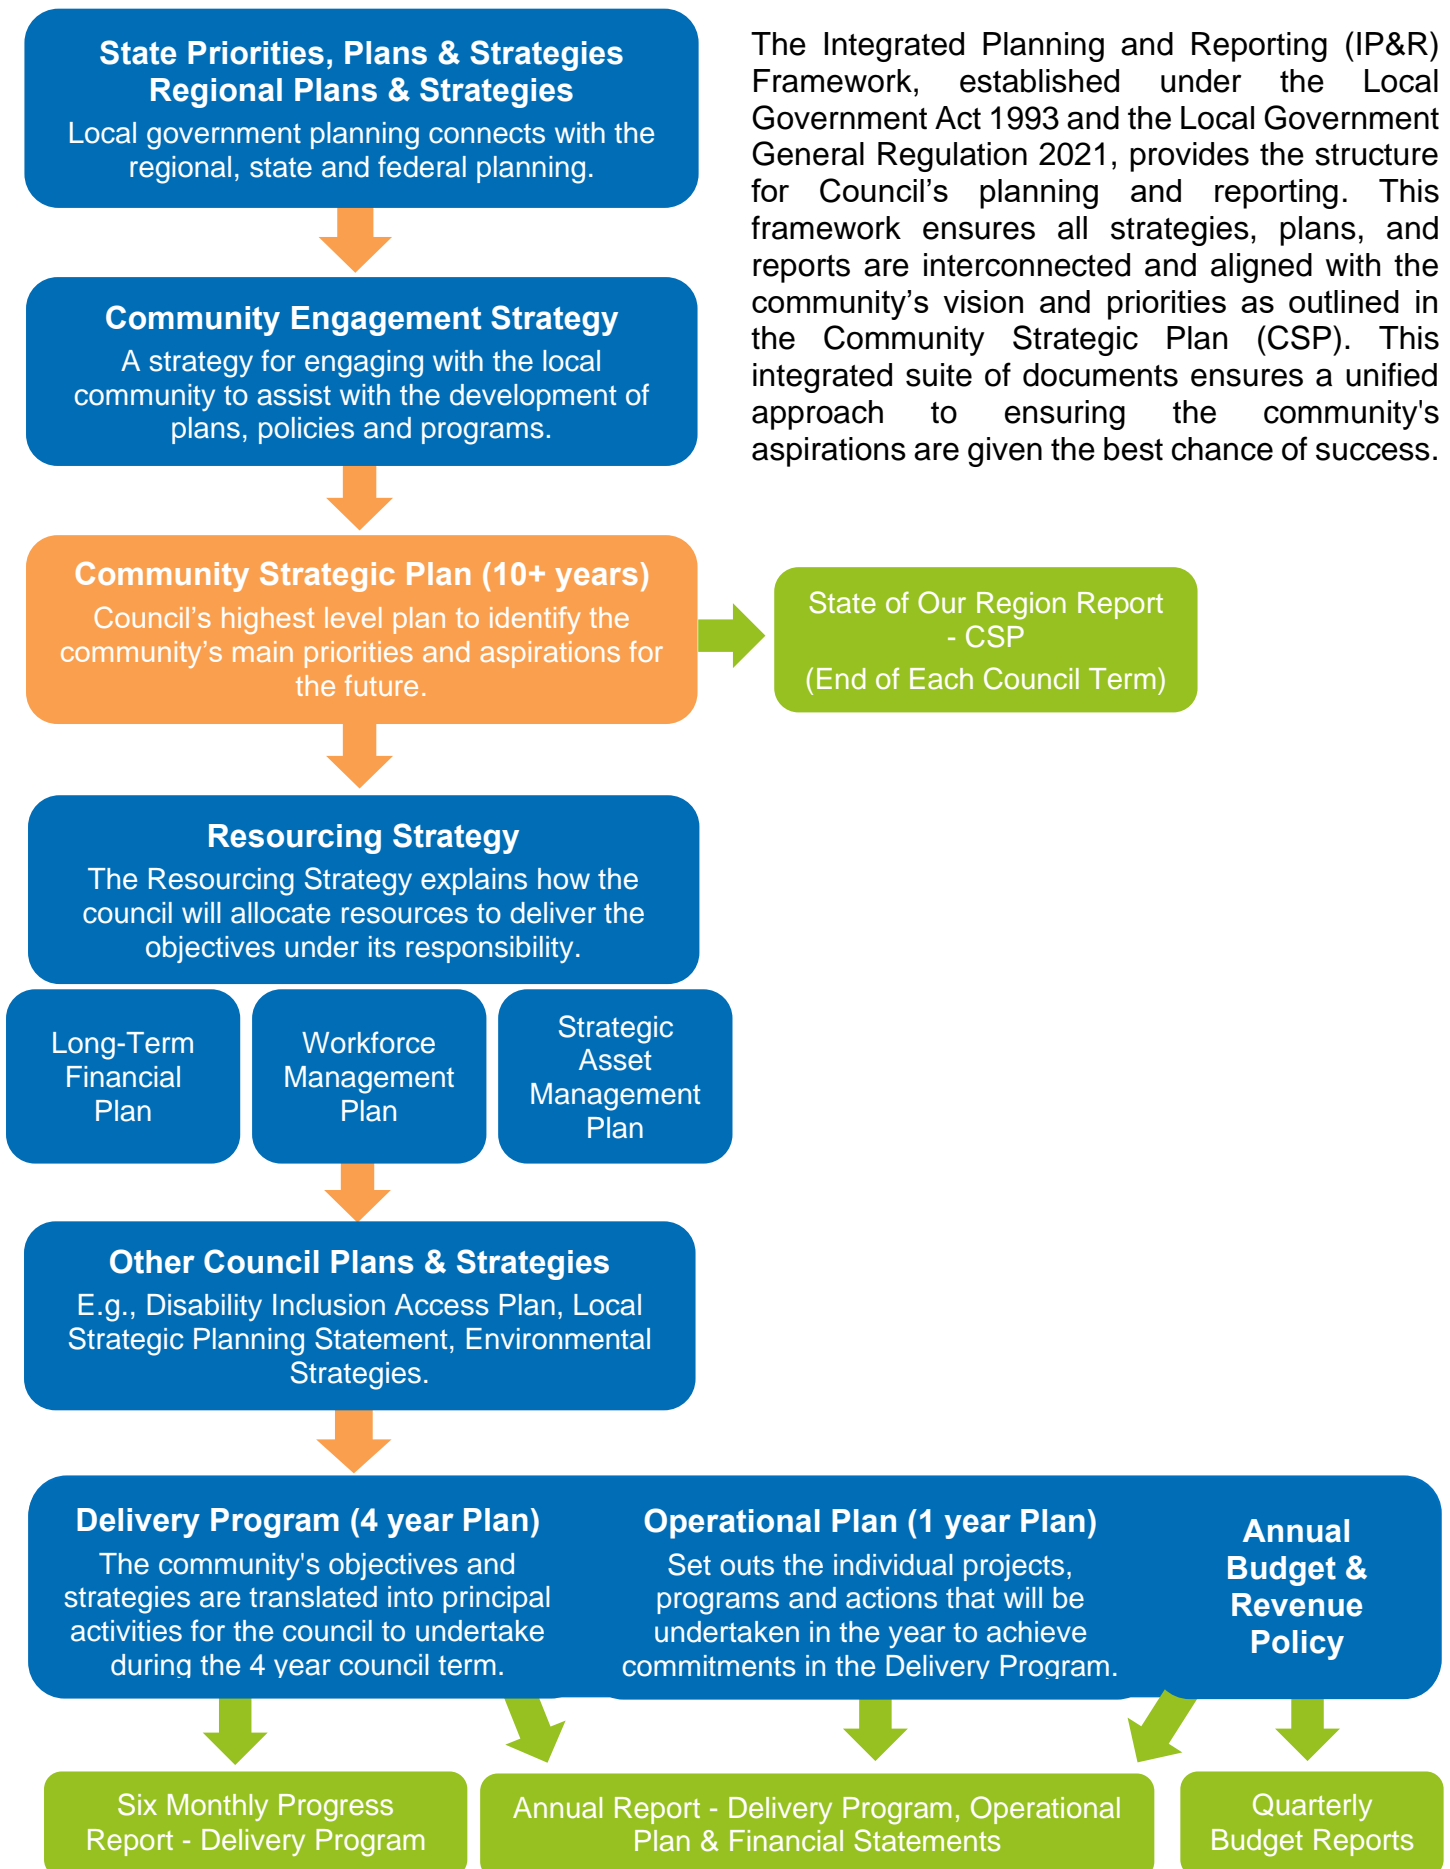 State Priorities, Plans & Strategies
Regional Plans & Strategies
Local government planning connects with the
regional, state and federal planning.
The Integrated Planning and Reporting (IP&R)
Framework, established under the Local
Government Act 1993 and the Local Government
General Regulation 2021, provides the structure
for Council’s planning and reporting. This
framework ensures all strategies, plans, and
reports are interconnected and aligned with the
community’s vision and priorities as outlined in
the Community Strategic Plan (CSP). This
integrated suite of documents ensures a unified
approach to ensuring the community's
aspirations are given the best chance of success.
Community Engagement Strategy
A strategy for engaging with the local
community to assist with the development of
plans, policies and programs.
Community Strategic Plan (10+ years)
Council’s highest level plan to identify the
community’s main priorities and aspirations for
the future.
State of Our Region Report
- CSP
(End of Each Council Term)
Resourcing Strategy
The Resourcing Strategy explains how the
council will allocate resources to deliver the
objectives under its responsibility.
Long-Term
Financial
Plan
Workforce
Management
Plan
Strategic
Asset
Management
Plan
Other Council Plans & Strategies
E.g., Disability Inclusion Access Plan, Local
Strategic Planning Statement, Environmental
Strategies.
Delivery Program (4 year Plan)
The community's objectives and
strategies are translated into principal
activities for the council to undertake
during the 4 year council term.
Operational Plan (1 year Plan)
Set outs the individual projects,
programs and actions that will be
undertaken in the year to achieve
commitments in the Delivery Program.
Annual
Budget &
Revenue
Policy
Six Monthly Progress
Report - Delivery Program
Annual Report - Delivery Program, Operational
Plan & Financial Statements
Quarterly
Budget Reports